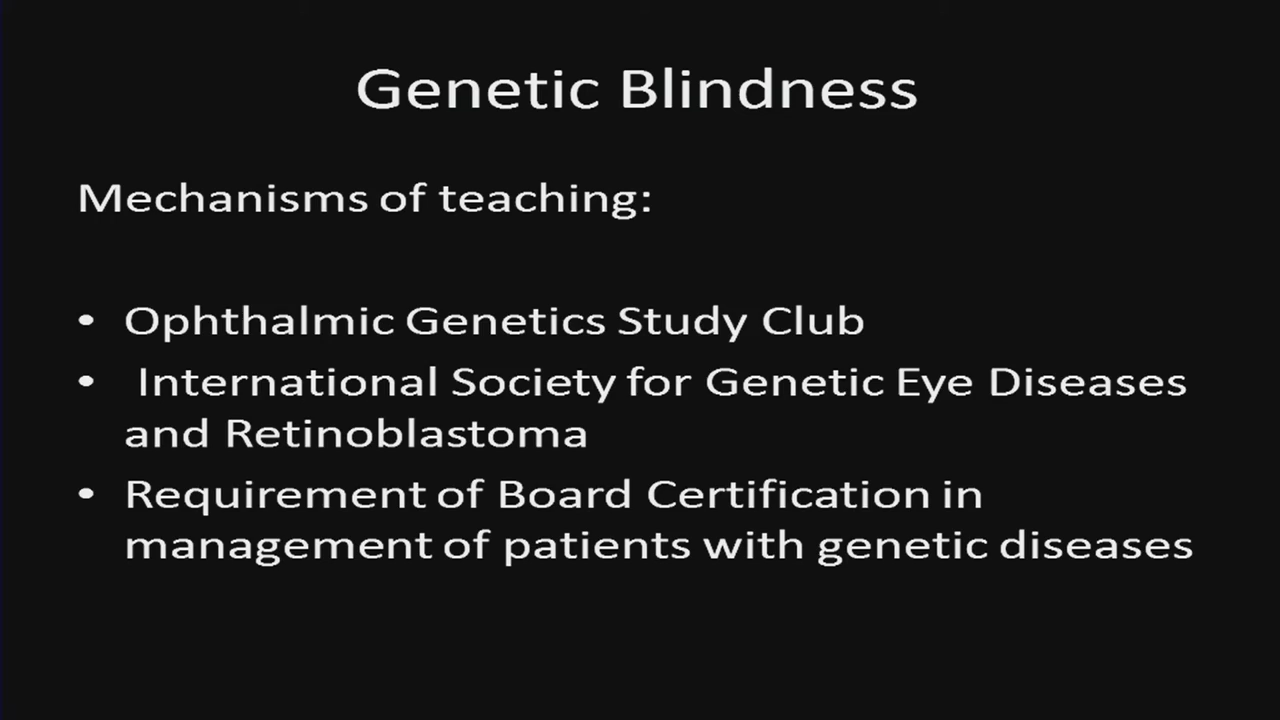 Genetic Blindness
Mechanisms of teaching:
• Ophthalmic Genetics Study Club
• International Society for Genetic Eye Diseases
and Retinoblastoma
• Requirement of Board Certification in
management of patients with genetic diseases